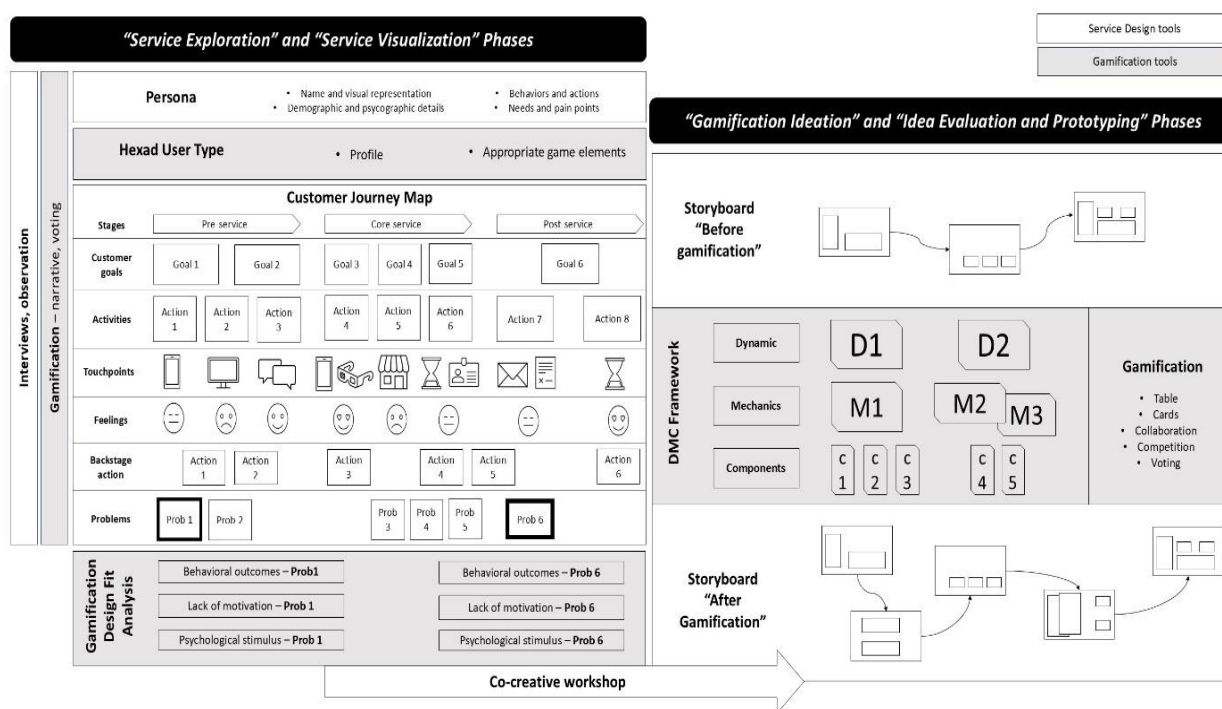 “Service Exploration” and “Service Visualization” Phases
Service Design tools
Gamification tools
Interviews, observation
Gamification – narrative, voting
Persona
• Name and visual representation
• Demographic and psycographic details
• Behaviors and actions
• Needs and pain points
Hexad User Type
• Profile
• Appropriate game elements
Customer Journey Map
Stages
Pre service
Core service
Post service
Customer
goals
Goal 1
Goal 2
Goal 3
Goal 4
Goal 5
Goal 6
Activities
Action
1
Action
2
Action
3
Action
4
Action
5
Action
6
Action 7
Action 8
Touchpoints
Feelings
Backstage
action
Action
1
Action
2
Action
3
Action
4
Action
5
Action
6
Problems
Prob 1
Prob 2
Prob
3
Prob
4
Prob
5
Prob 6
Gamification
Design Fit
Analysis
Behavioral outcomes – Prob1
Lack of motivation – Prob 1
Psychological stimulus – Prob 1
Behavioral outcomes – Prob 6
Lack of motivation – Prob 6
Psychological stimulus – Prob 6
Co-creative workshop
“Gamification Ideation” and “Idea Evaluation and Prototyping” Phases
Storyboard
“Before
gamification”
DMC Framework
Dynamic
D1
D2
Mechanics
M1
M2
M3
Components
C
1
C
2
C
3
C
4
C
5
Gamification
• Table
• Cards
• Collaboration
• Competition
• Voting
Storyboard
“After
Gamification”